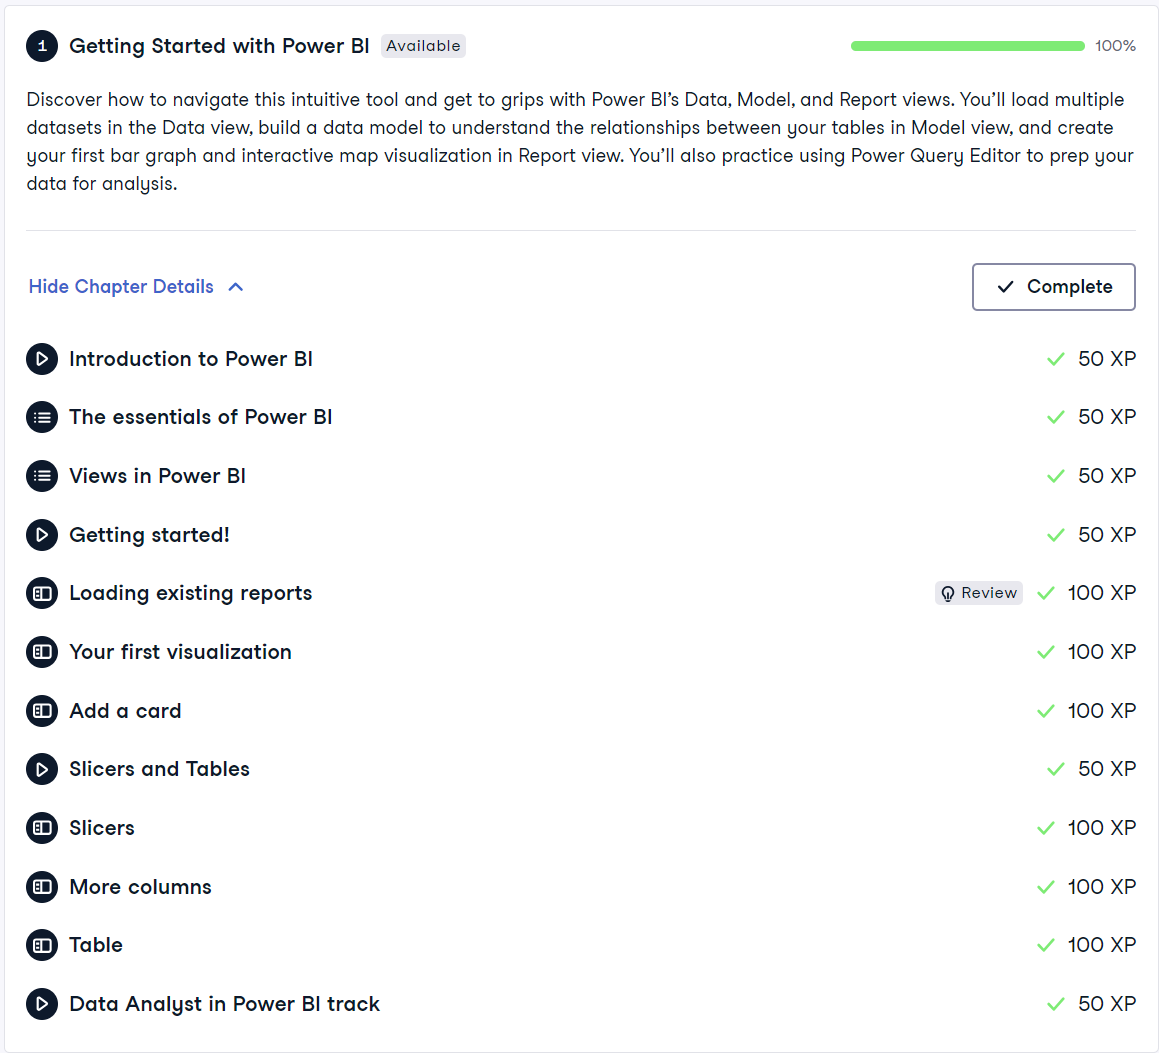 1 Getting Started with Power BI Available 100%
Discover how to navigate this intuitive tool and get to grips with Power BI’s Data, Model, and Report views. You’ll load multiple
datasets in the Data view, build a data model to understand the relationships between your tables in Model view, and create
your first bar graph and interactive map visualization in Report view. You’ll also practice using Power Query Editor to prep your
data for analysis.
Hide Chapter Details Complete
Introduction to Power BI 50 XP
The essentials of Power BI 50 XP
Views in Power BI 50 XP
Getting started! 50 XP
Loading existing reports Review 100 XP
Your first visualization 100 XP
Add a card 100 XP
Slicers and Tables 50 XP
Slicers 100 XP
More columns 100 XP
Table 100 XP
Data Analyst in Power BI track 50 XP